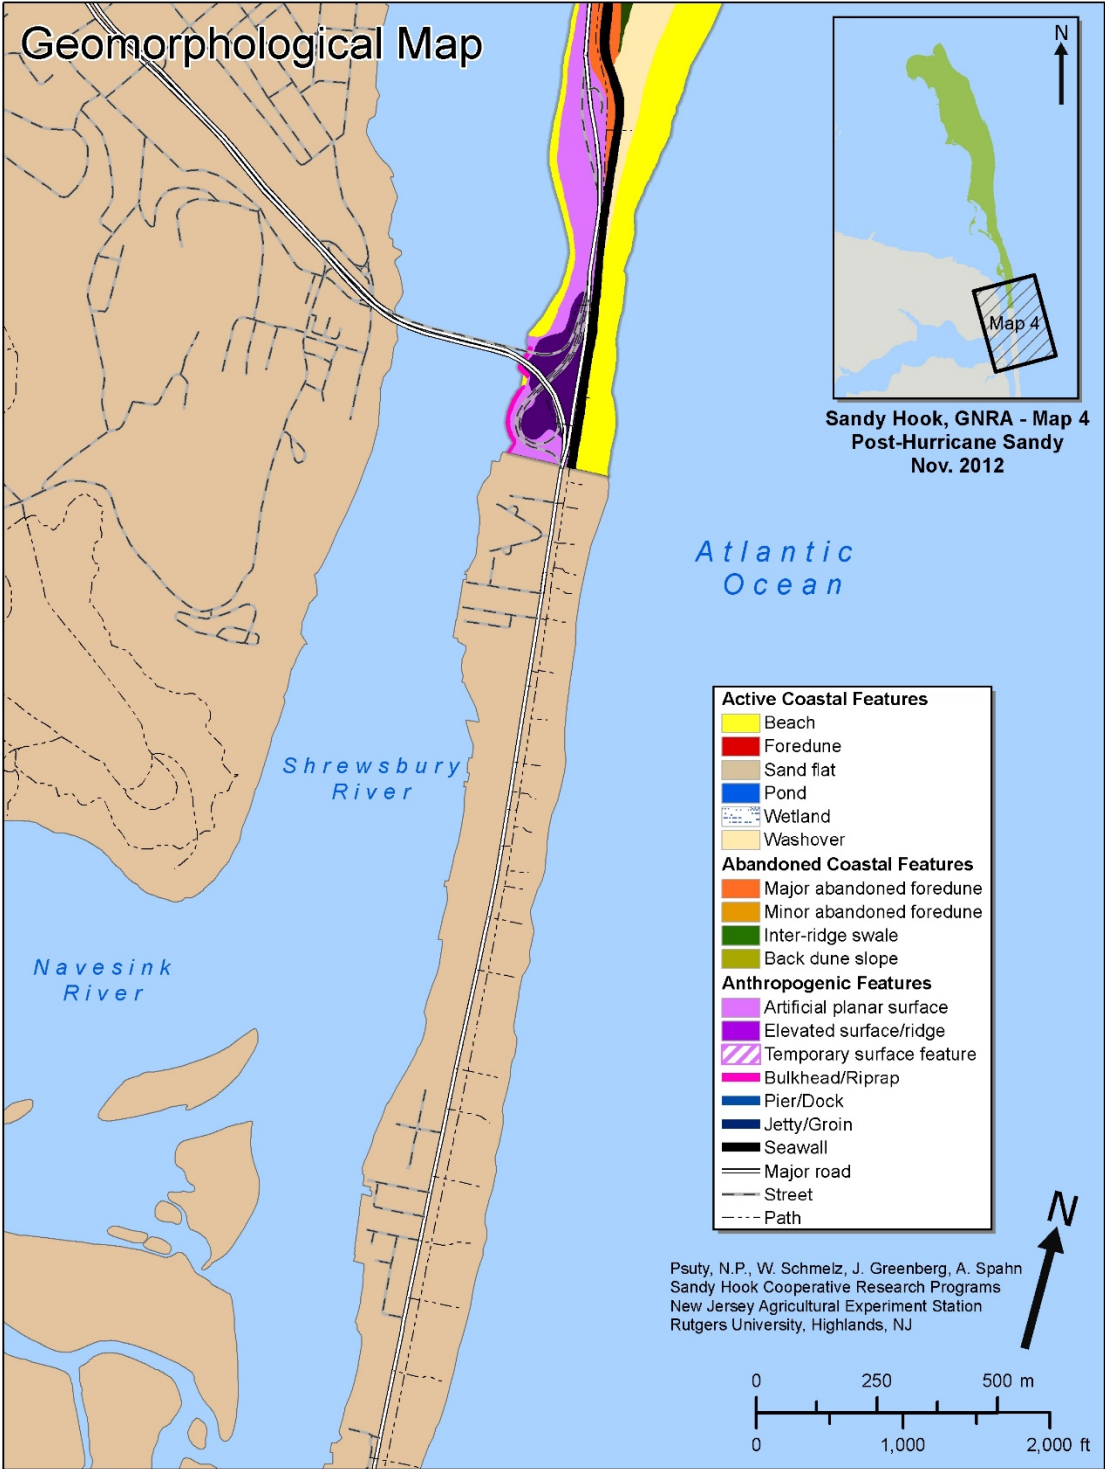 Geomorphological Map
N
Map 4
Sandy Hook, GNRA - Map 4
Post-Hurricane Sandy
Nov. 2012
Atlantic
Ocean
Shrewsbury
River
Navesink
River
Active Coastal Features
Beach
Foredune
Sand flat
Pond
Wetland
Washover
Abandoned Coastal Features
Major abandoned foredune
Minor abandoned foredune
Inter-ridge swale
Back dune slope
Anthropogenic Features
Artificial planar surface
Elevated surface/ridge
Temporary surface feature
Bulkhead/Riprap
Pier/Dock
Jetty/Groin
Seawall
Major road
Street
Path
N
Psuty, N.P., W. Schmelz, J. Greenberg, A. Spahn
Sandy Hook Cooperative Research Programs
New Jersey Agricultural Experiment Station
Rutgers University, Highlands, NJ
0 250 500 m
0 1,000 2,000 ft